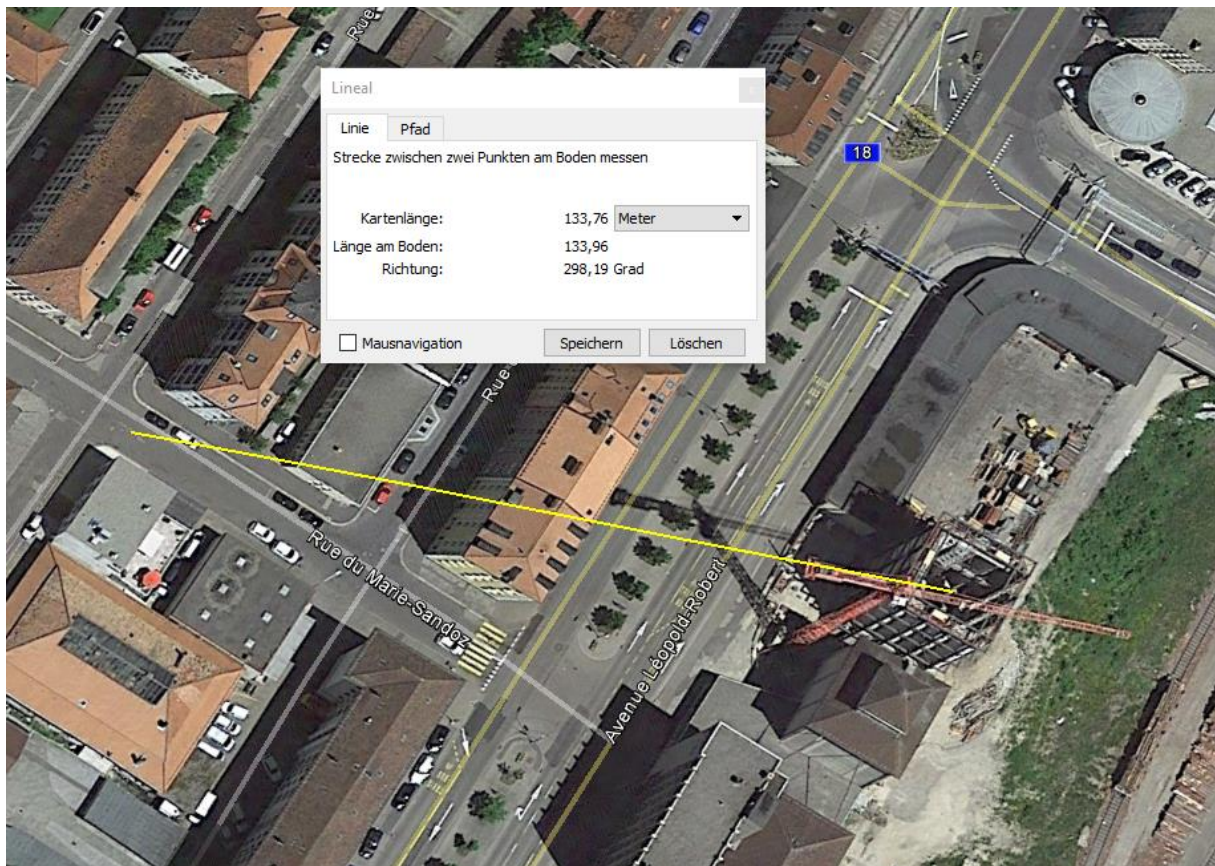 Rue
Rue
Lineal
Linie
Pfad
Strecke zwischen zwei Punkten am Boden messen
Kartenlänge: 133,76 Meter
Länge am Boden: 133,96
Richtung: 298,19 Grad
Mausnavigation
Speichern
Löschen
18
Rue
Rue du Marie-Sandoz
Avenue Léopold-Robert